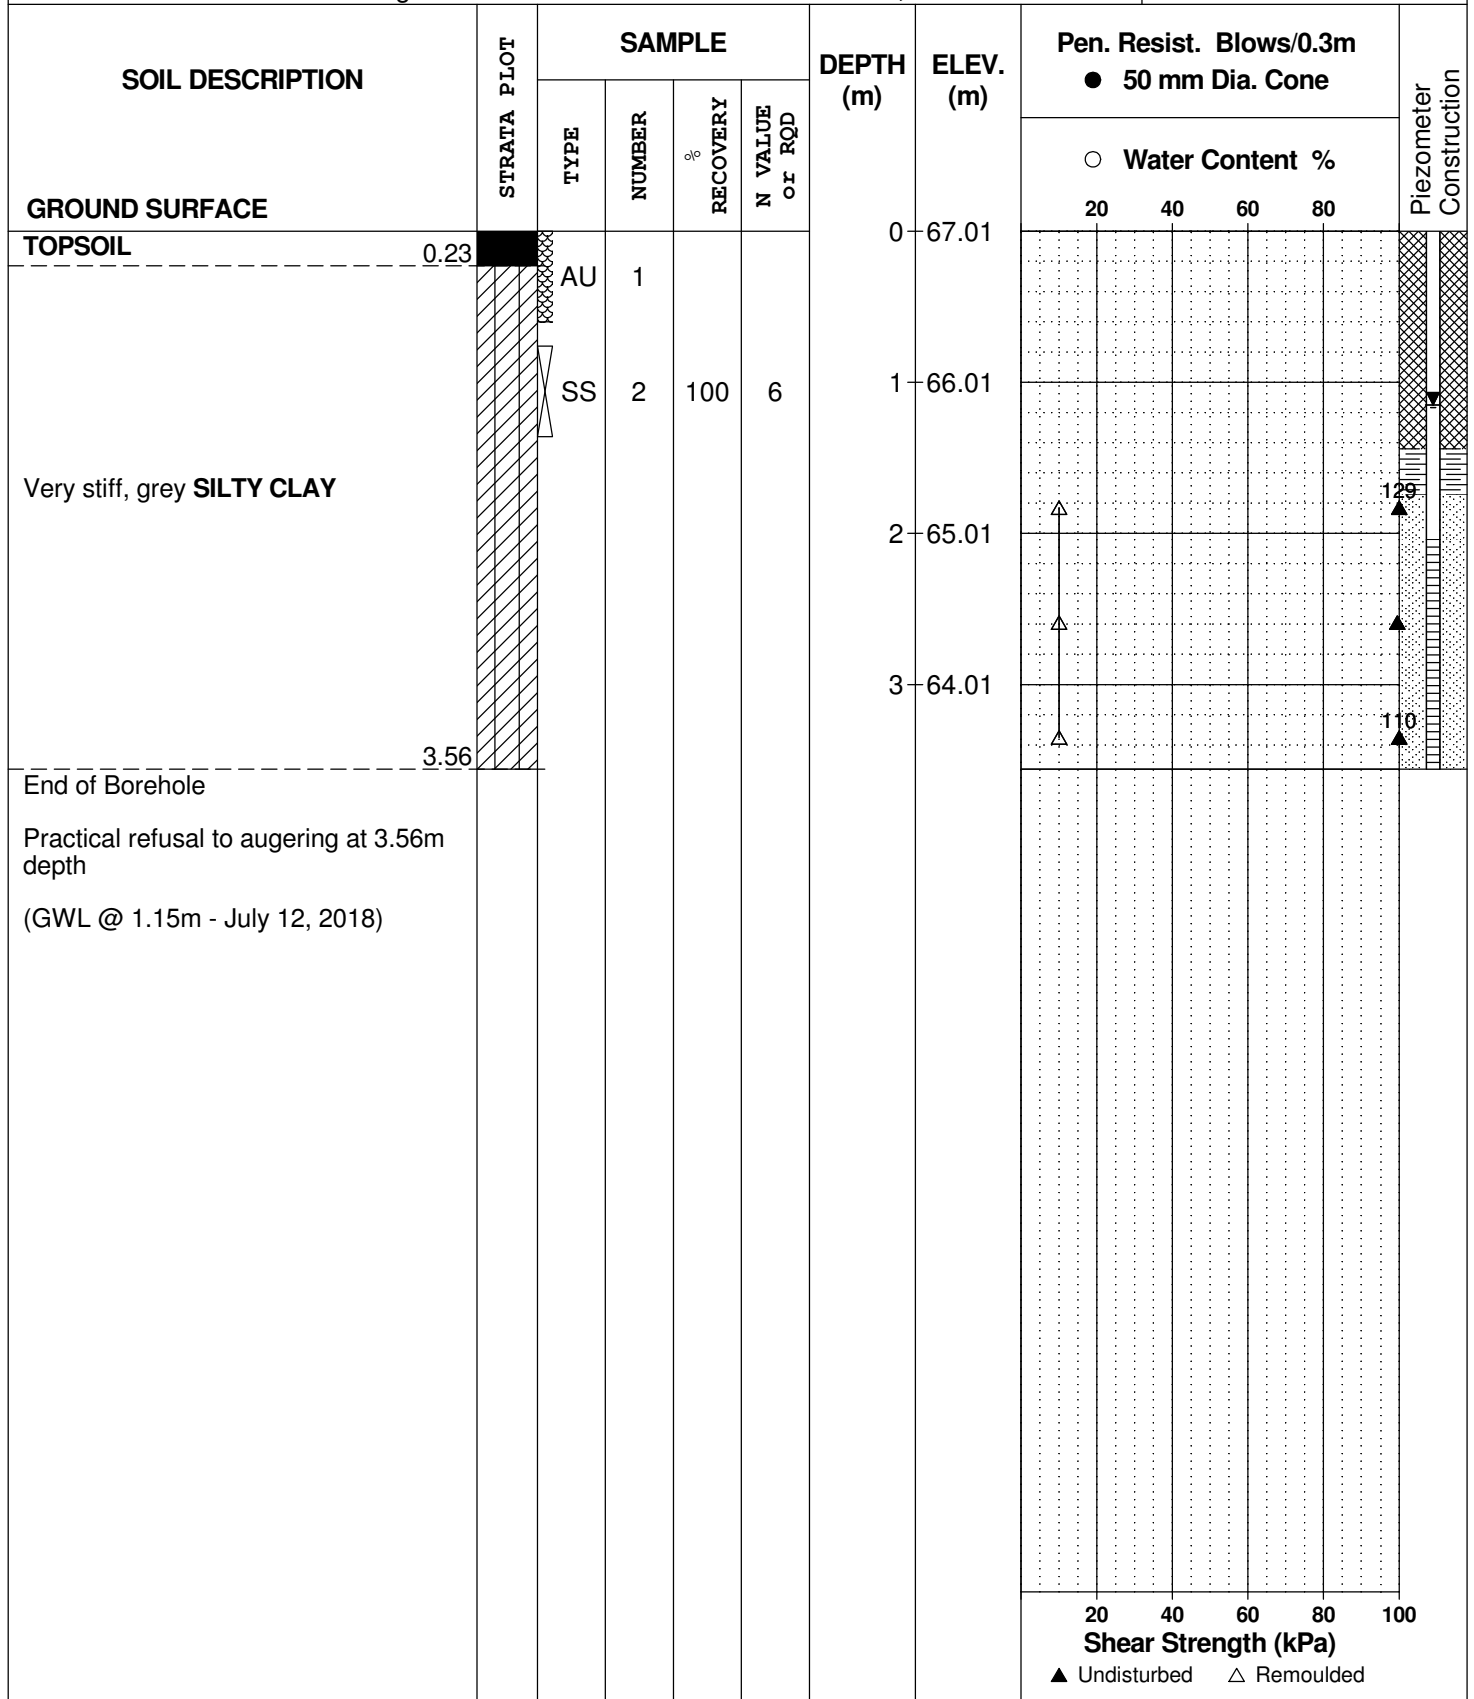 SOIL DESCRIPTION
GROUND SURFACE
STRATA PLOT
SAMPLE
TYPE
NUMBER
%
RECOVERY
N VALUE
or RQD
DEPTH
(m)
ELEV.
(m)
Pen. Resist. Blows/0.3m
● 50 mm Dia. Cone
○ Water Content %
20 40 60 80
Piezometer
Construction
TOPSOIL 0.23
AU 1
SS 2 100 6
0 67.01
1 66.01
Very stiff, grey SILTY CLAY
129
2 65.01
3 64.01
110
3.56
End of Borehole
Practical refusal to augering at 3.56m
depth
(GWL @ 1.15m - July 12, 2018)
20 40 60 80 100
Shear Strength (kPa)
▲ Undisturbed △ Remoulded